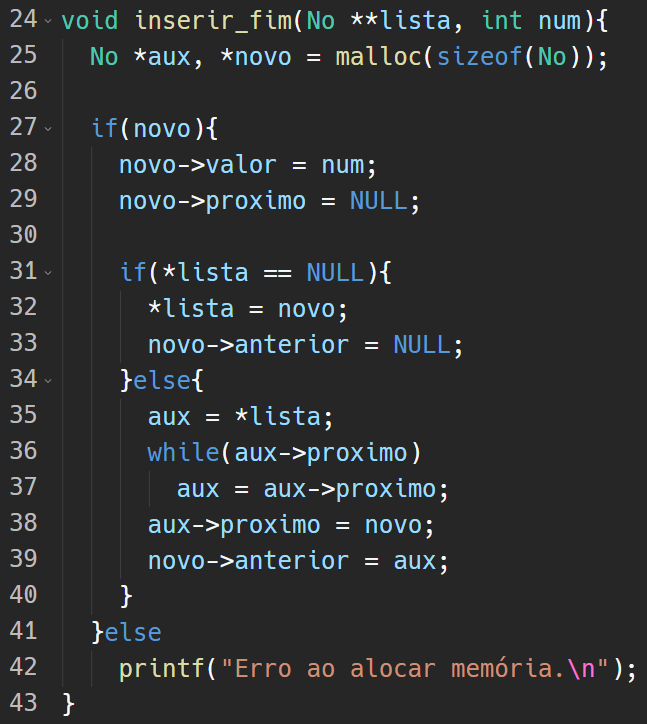 24 void inserir_fim(No **lista, int num){
25   No *aux, *novo = malloc(sizeof(No));
26
27   if(novo){
28     novo->valor = num;
29     novo->proximo = NULL;
30
31     if(*lista == NULL){
32       *lista = novo;
33       novo->anterior = NULL;
34     }else{
35       aux = *lista;
36       while(aux->proximo)
37         aux = aux->proximo;
38       aux->proximo = novo;
39       novo->anterior = aux;
40     }
41   }else
42     printf("Erro ao alocar memória.\n");
43 }